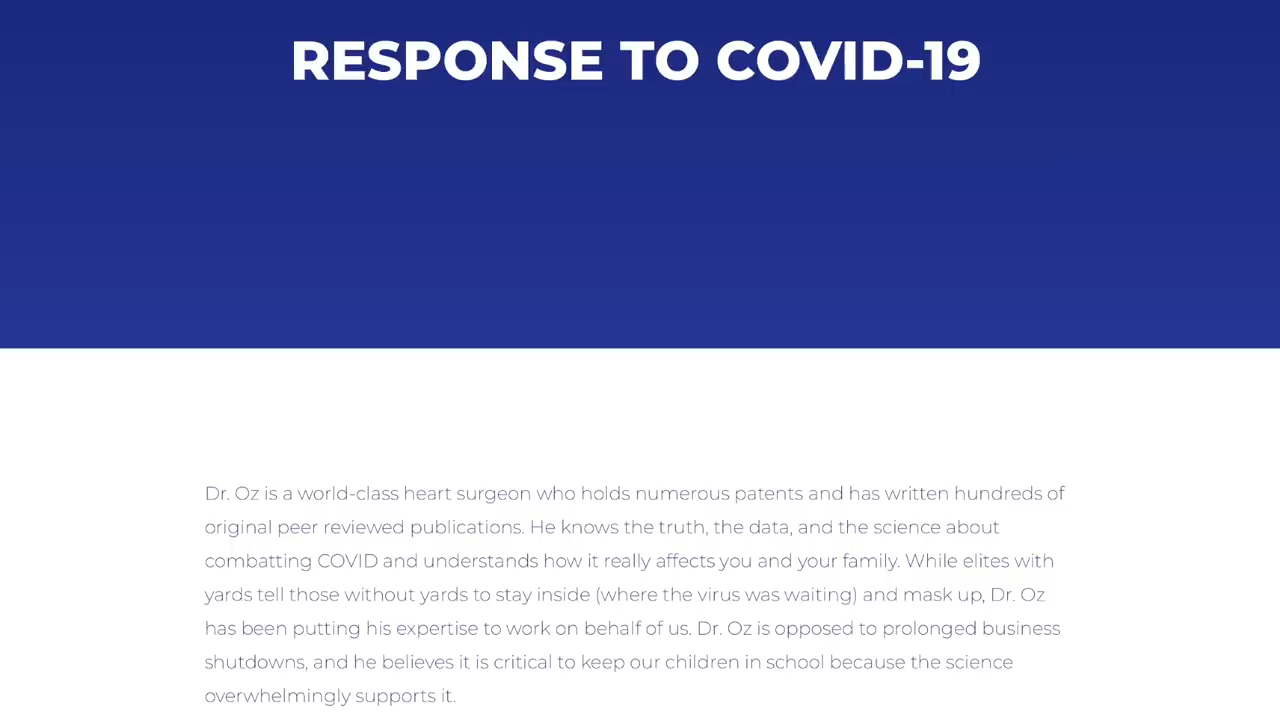 RESPONSE TO COVID-19
Dr. Oz is a world-class heart surgeon who holds numerous patents and has written hundreds of
original peer reviewed publications. He knows the truth, the data, and the science about
combatting COVID and understands how it really affects you and your family. While elites with
yards tell those without yards to stay inside (where the virus was waiting) and mask up, Dr. Oz
has been putting his expertise to work on behalf of us. Dr. Oz is opposed to prolonged business
shutdowns, and he believes it is critical to keep our children in school because the science
overwhelmingly supports it.